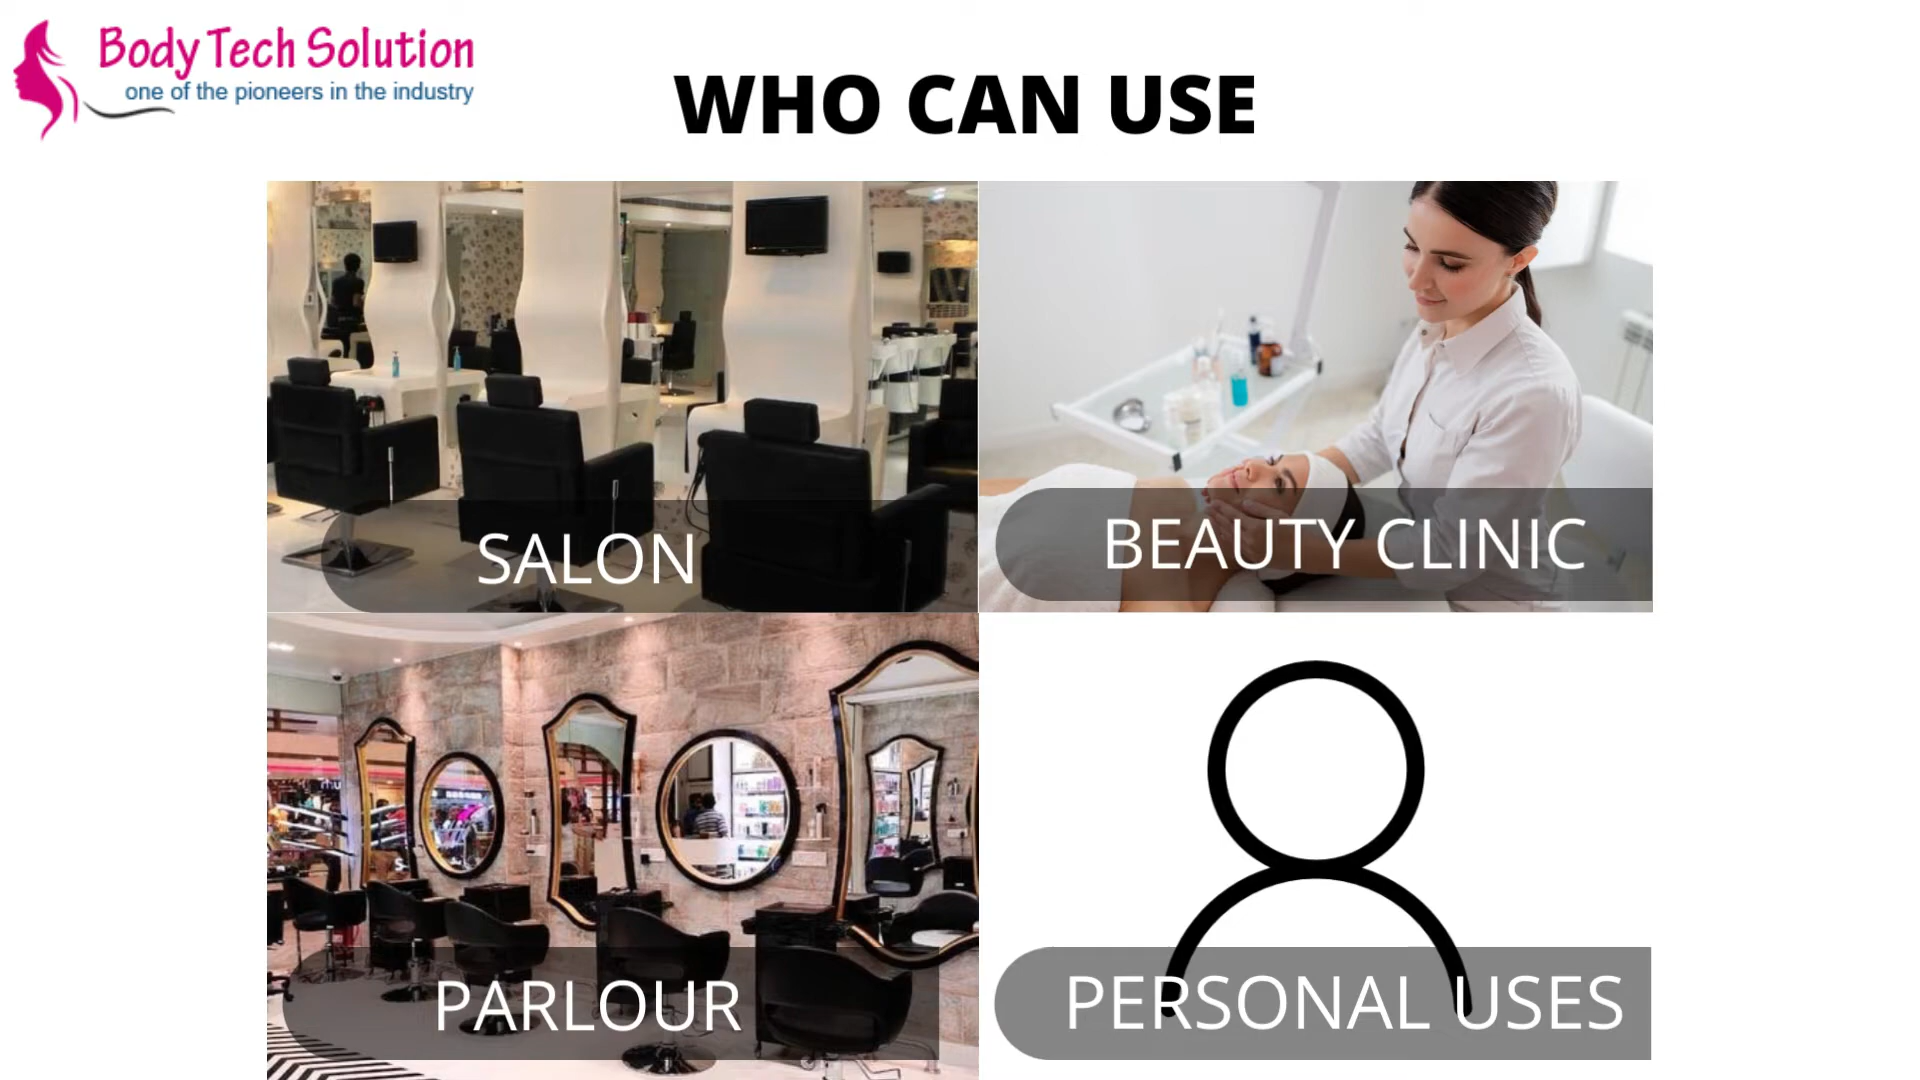 Body Tech Solution
one of the pioneers in the industry
WHO CAN USE
SALON
BEAUTY CLINIC
PARLOUR
PERSONAL USES